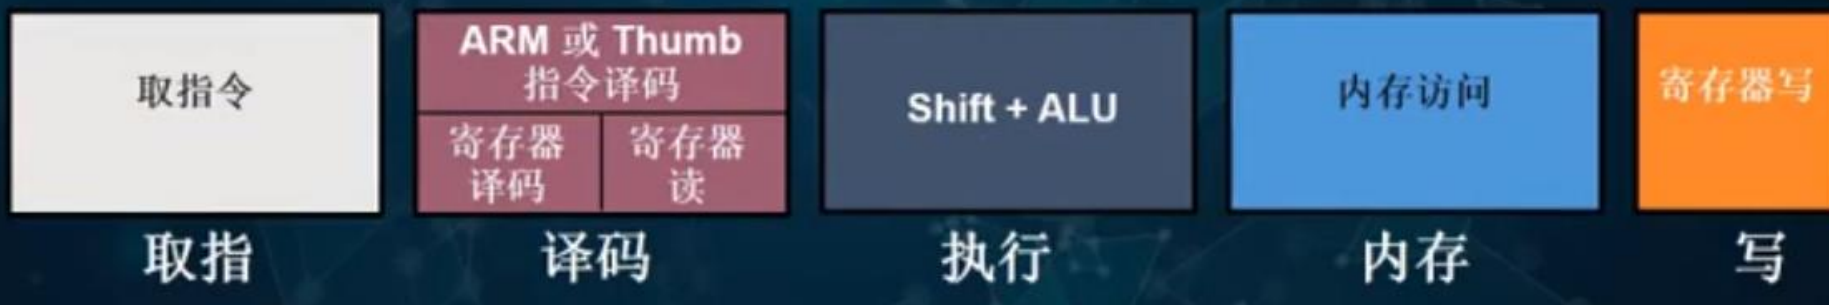 取指令
ARM 或 Thumb
指令译码
寄存器
译码
寄存器
读
Shift + ALU
内存访问
寄存器写
取指
译码
执行
内存
写